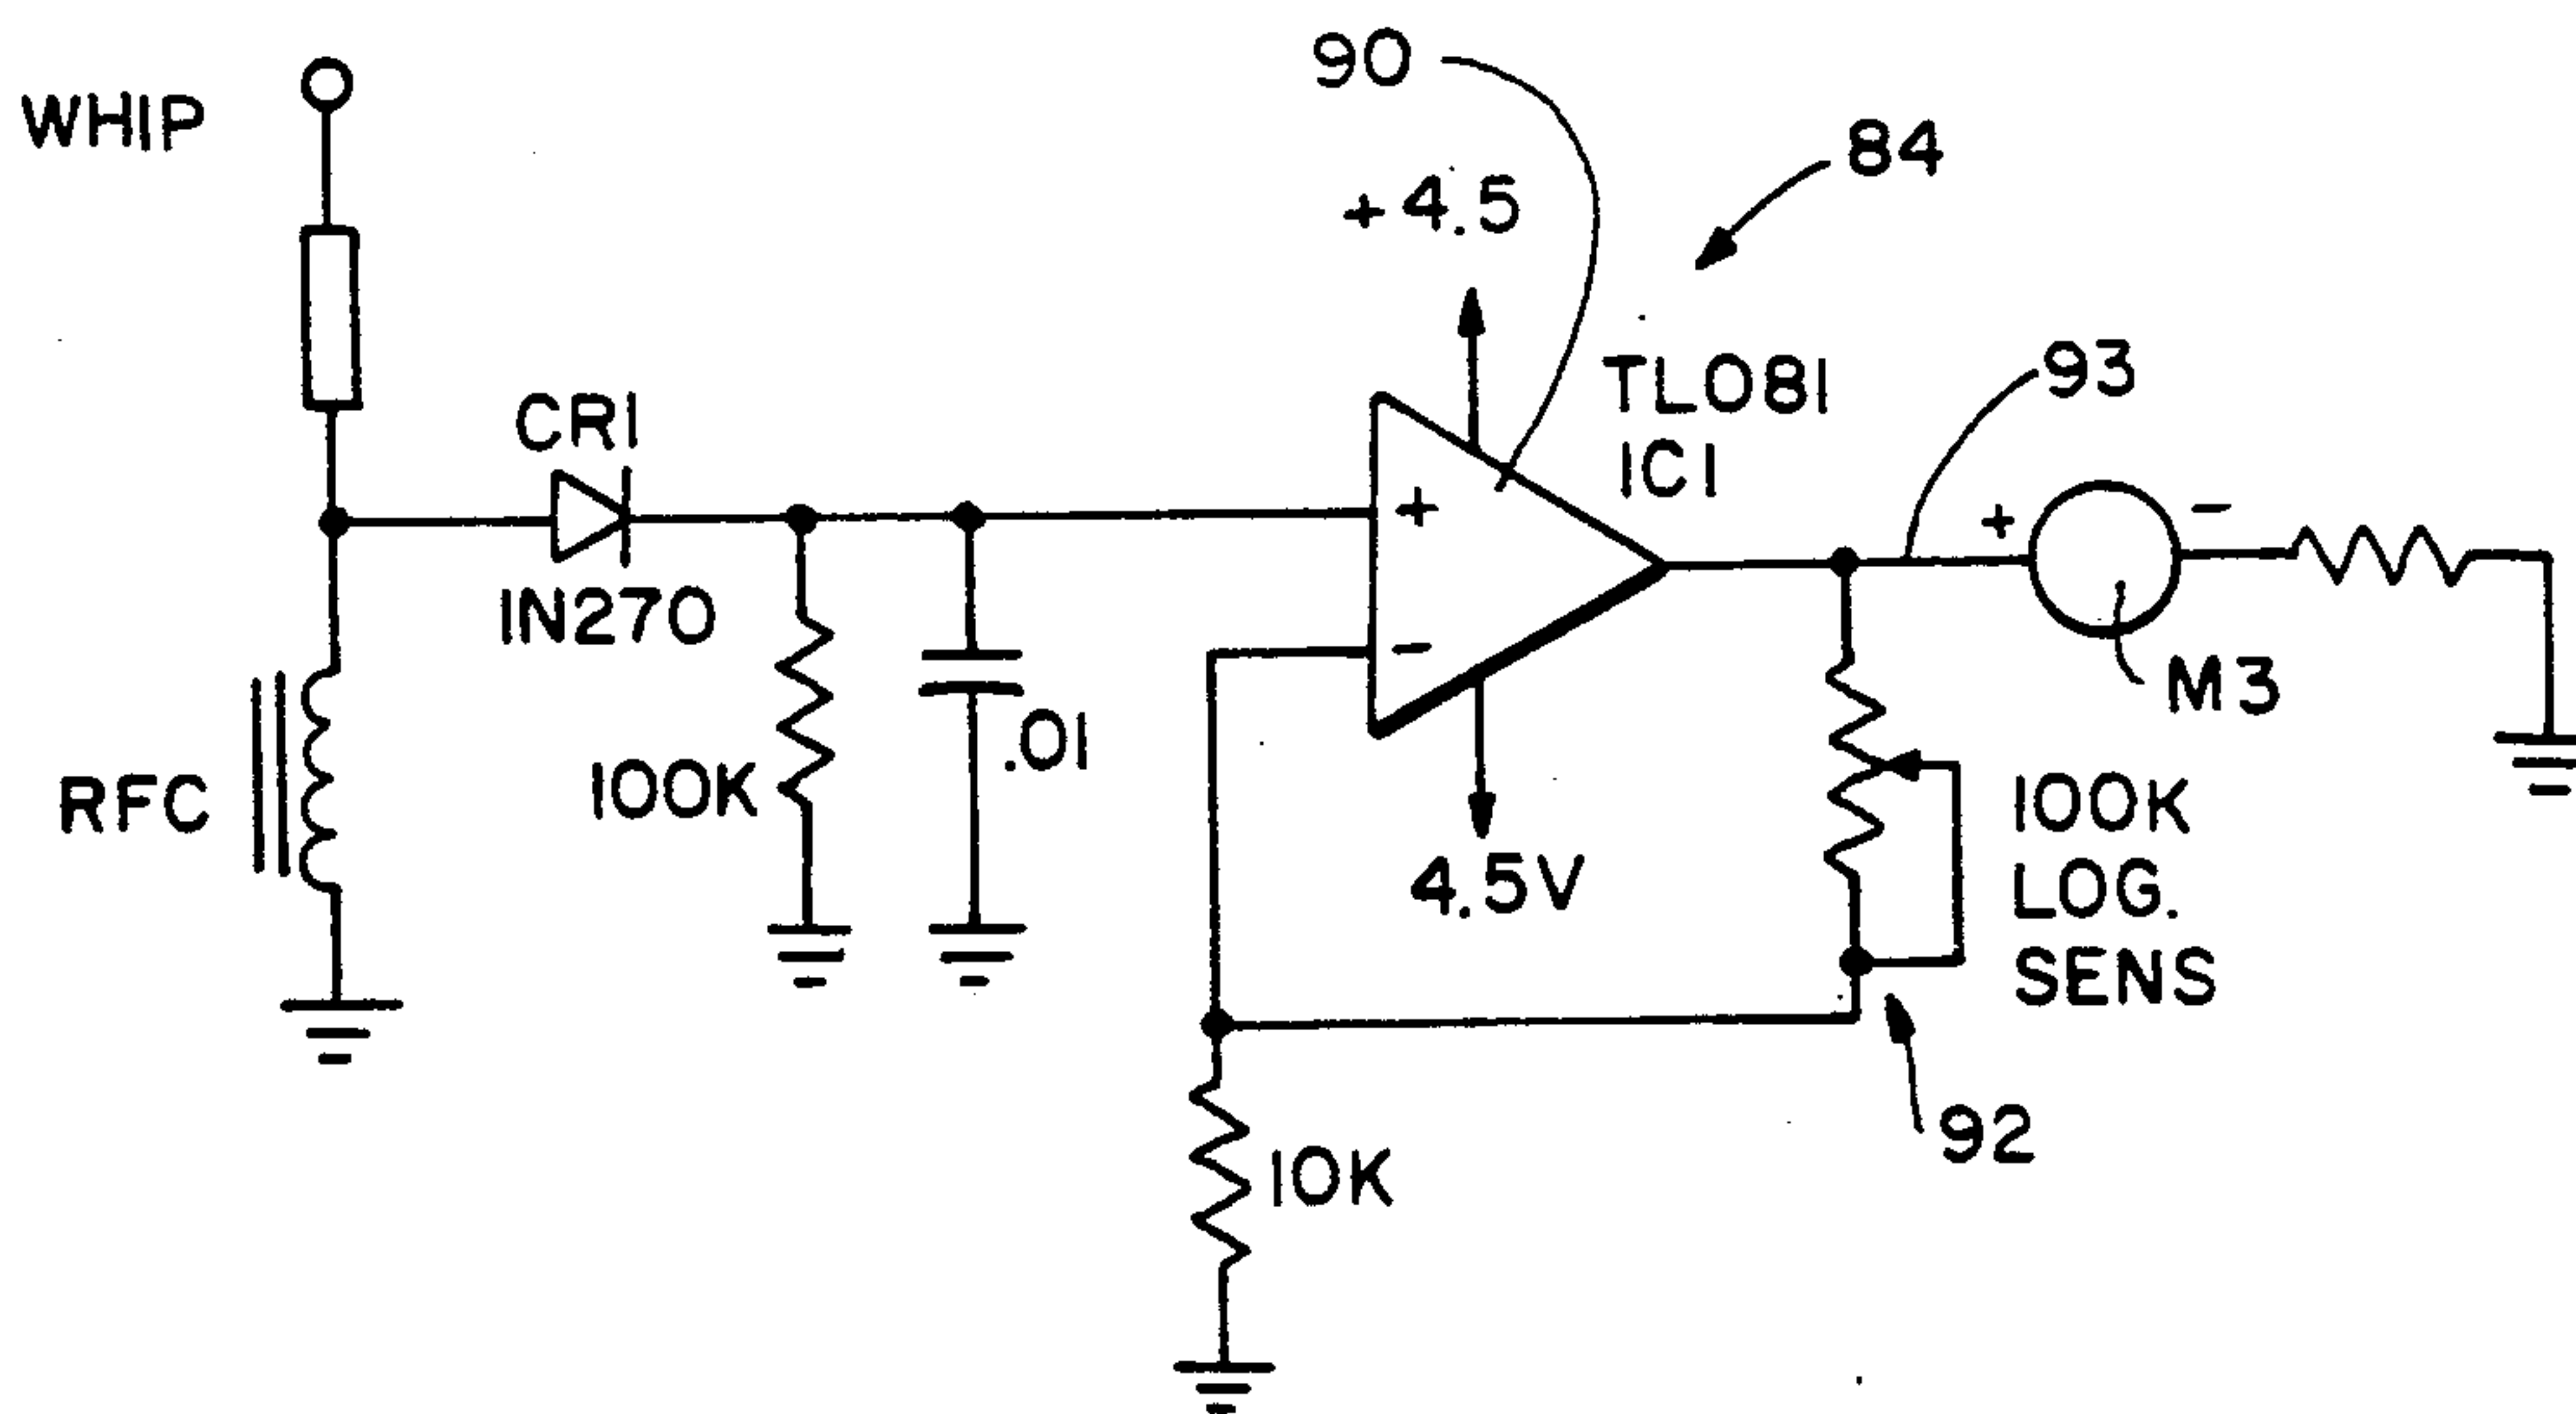 WHIP
90
84
+4.5
TL081
IC1
93
CR1
1N270
+
-
+
-
M3
RFC
100K
.01
4.5V
100K
LOG.
SENS
92
10K